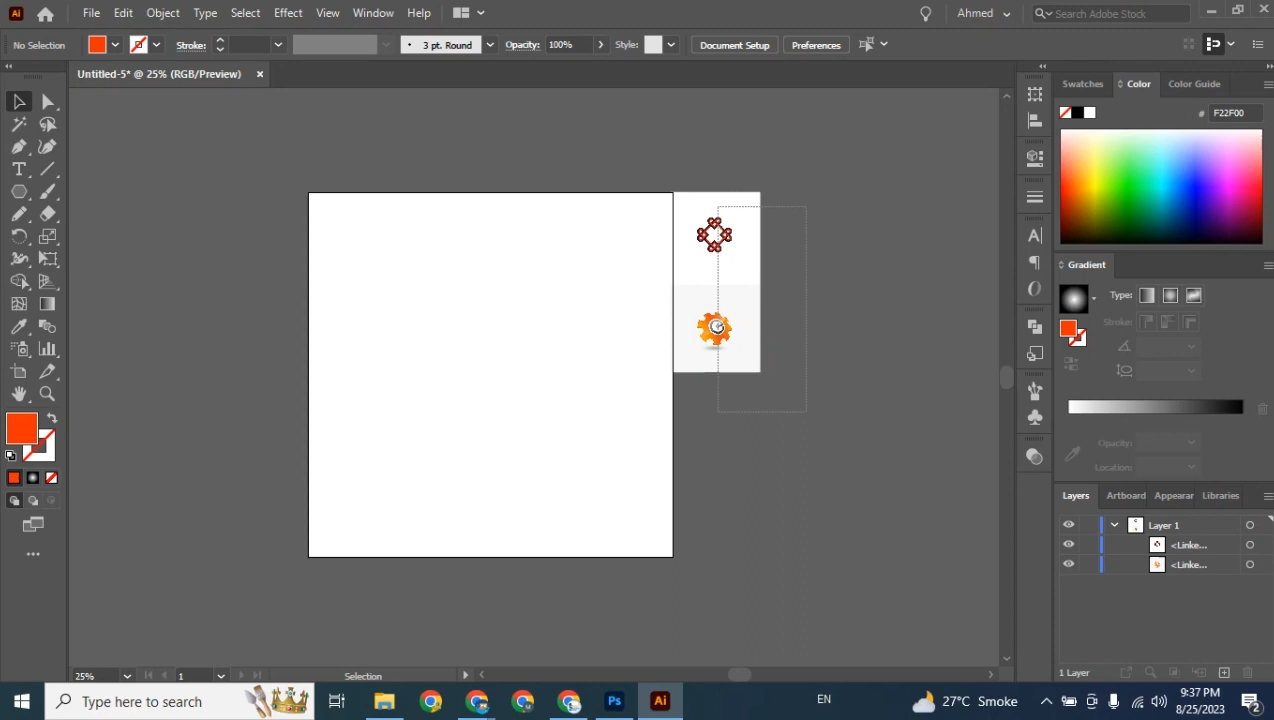 Ai File Edit Object Type Select Effect View Window Help Ahmed Search Adobe Stock
No Selection Stroke: 3 pt. Round Opacity: 100% Style: Document Setup Preferences
Untitled-5* @ 25% (RGB/Preview)
Swatches Color Color Guide
# F22F00
Gradient
Type:
Stroke:
Opacity:
Location:
Layers Artboard Appearar Libraries
Layer 1
<Linke...
<Linke...
1 Layer
25% 1 Selection
Type here to search Ps Ai EN 27°C Smoke 9:37 PM
8/25/2023 2